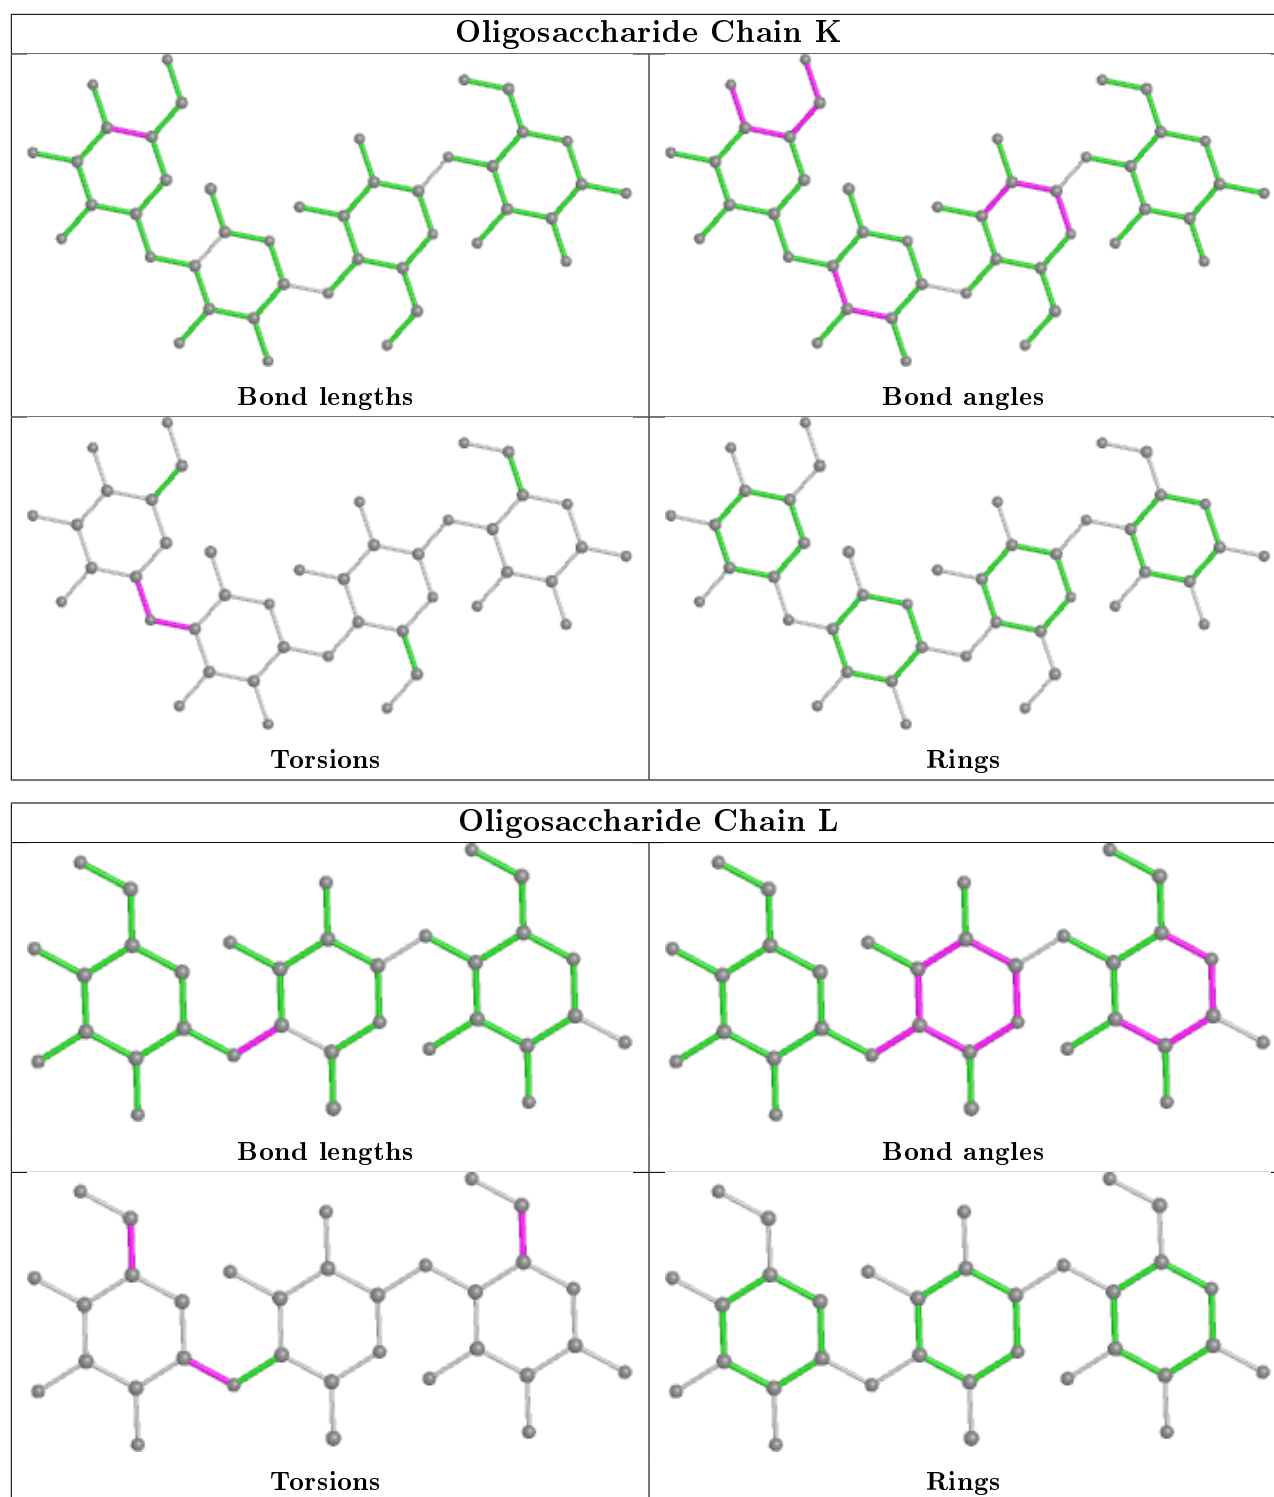 Oligosaccharide Chain K
Bond lengths
Bond angles
Torsions
Rings
Oligosaccharide Chain L
Bond lengths
Bond angles
Torsions
Rings